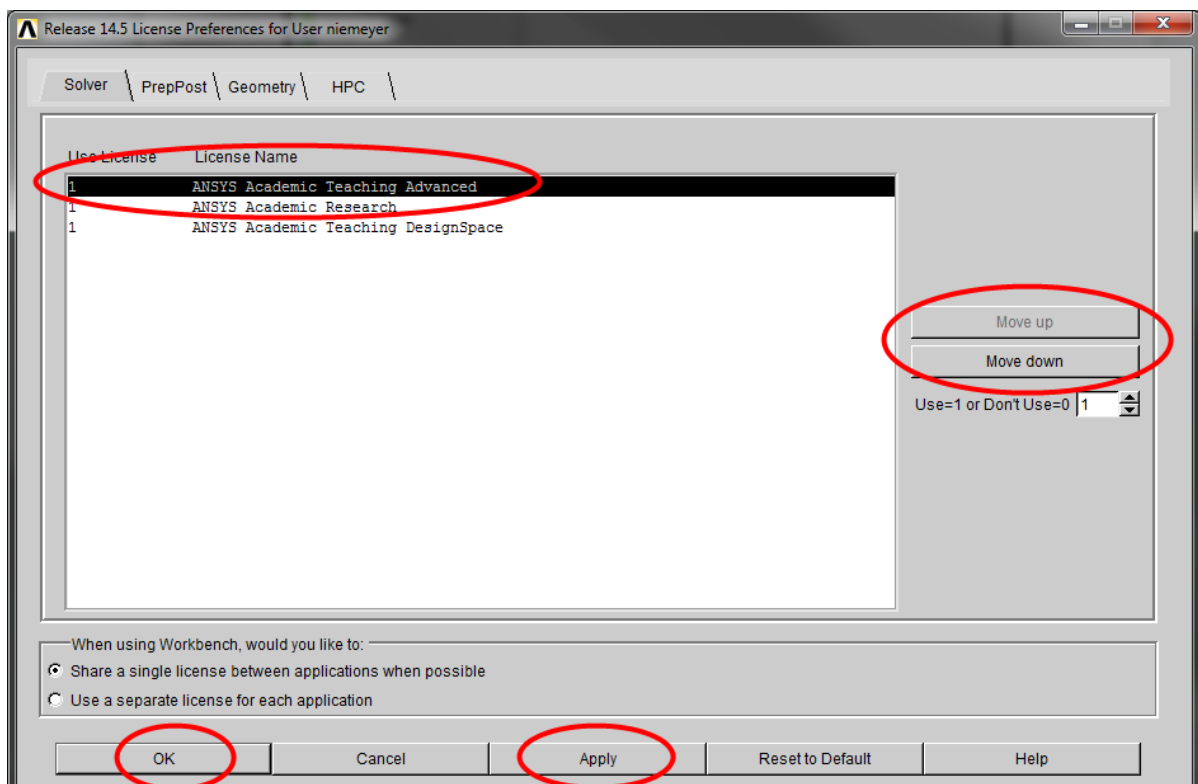 Release 14.5 License Preferences for User niemeyer
Solver PrepPost Geometry HPC
Use License License Name
1 ANSYS Academic Teaching Advanced
1 ANSYS Academic Research
1 ANSYS Academic Teaching DesignSpace
Move up
Move down
Use=1 or Don't Use=0 1
When using Workbench, would you like to:
Share a single license between applications when possible
Use a separate license for each application
OK Cancel Apply Reset to Default Help